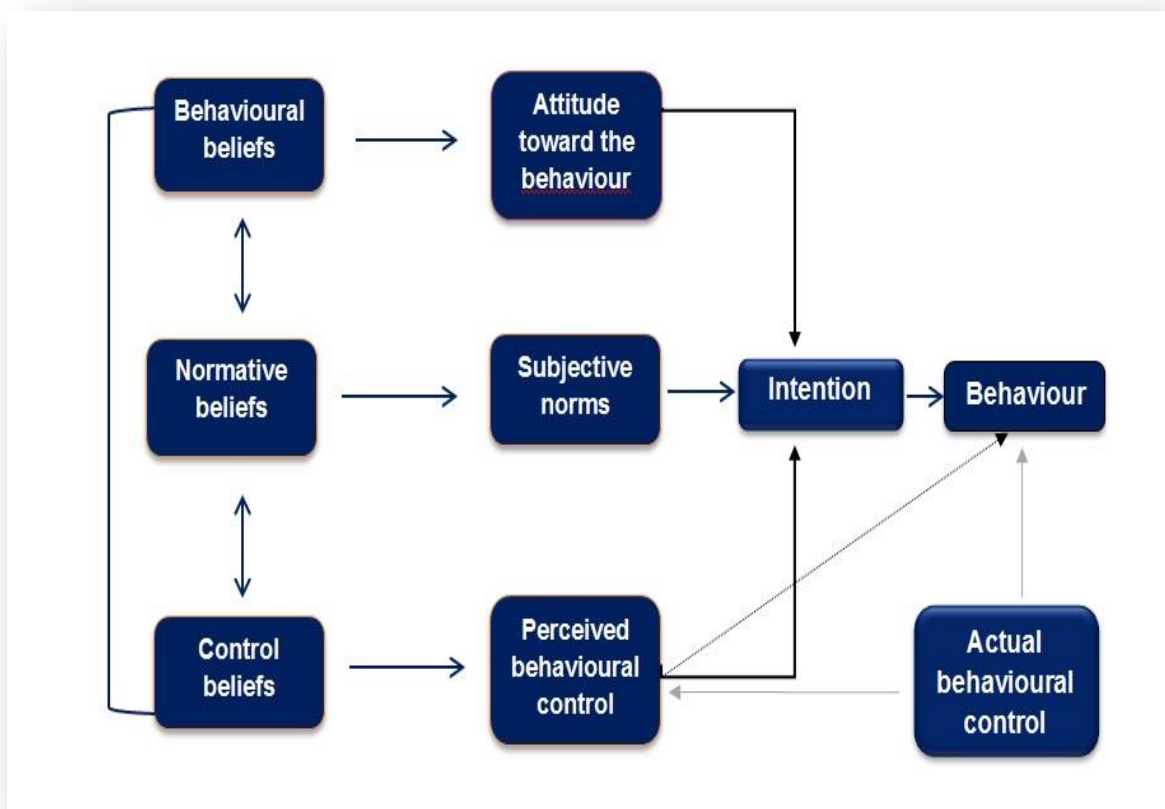 Behavioural
beliefs
Attitude
toward the
behaviour
Normative
beliefs
Subjective
norms
Intention
Behaviour
Control
beliefs
Perceived
behavioural
control
Actual
behavioural
control